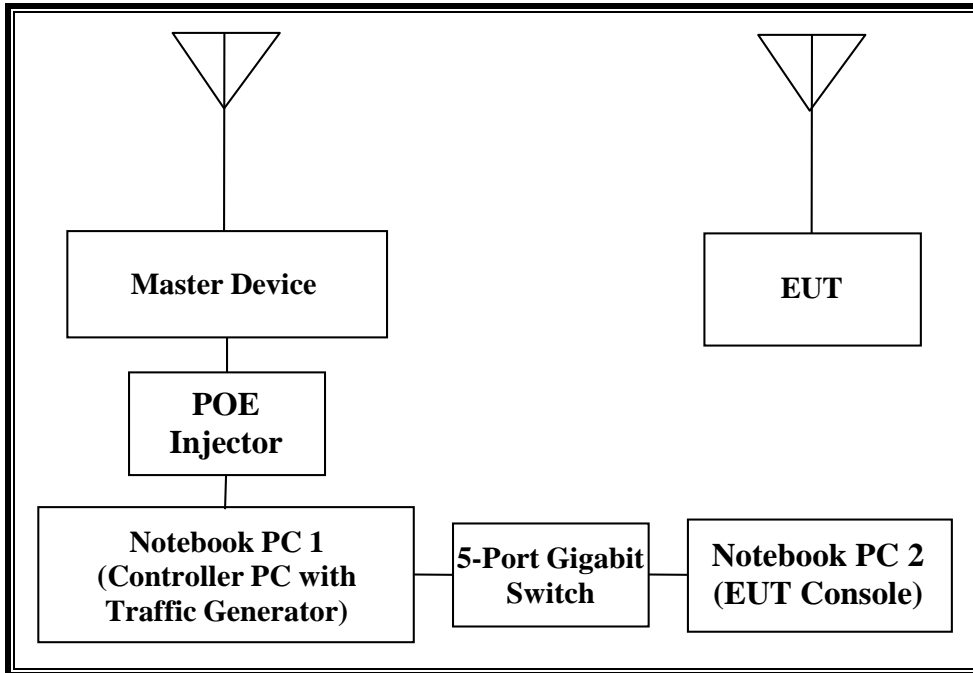 Master Device
EUT
POE
Injector
Notebook PC 1
(Controller PC with
Traffic Generator)
5-Port Gigabit
Switch
Notebook PC 2
(EUT Console)